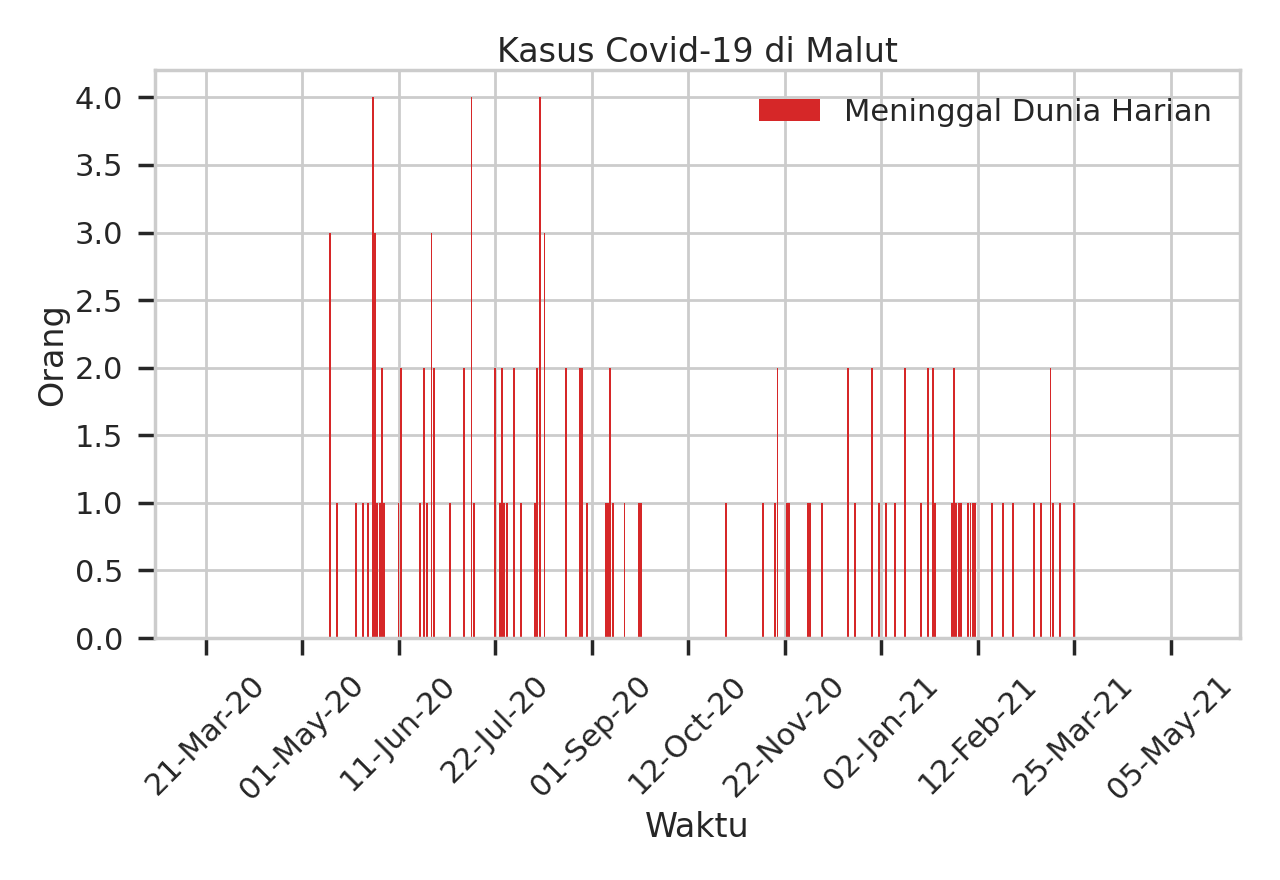 Kasus Covid-19 di Malut
Meninggal Dunia Harian
Orang
4.0
3.5
3.0
2.5
2.0
1.5
1.0
0.5
0.0
21-Mar-20
01-May-20
11-Jun-20
22-Jul-20
01-Sep-20
12-Oct-20
22-Nov-20
02-Jan-21
12-Feb-21
25-Mar-21
05-May-21
Waktu